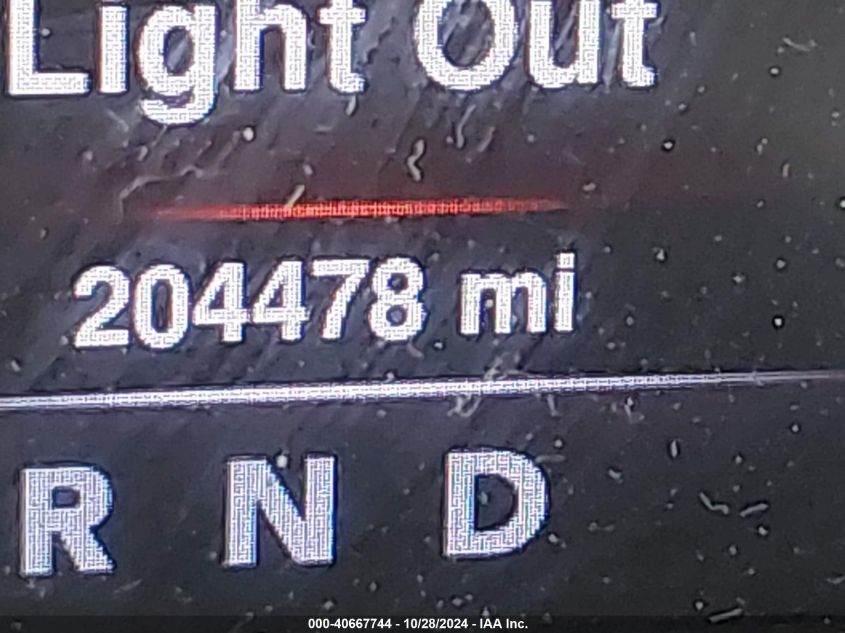 Light Out
204478 mi
R N D
000-40667744 - 10/28/2024 - IAA Inc.